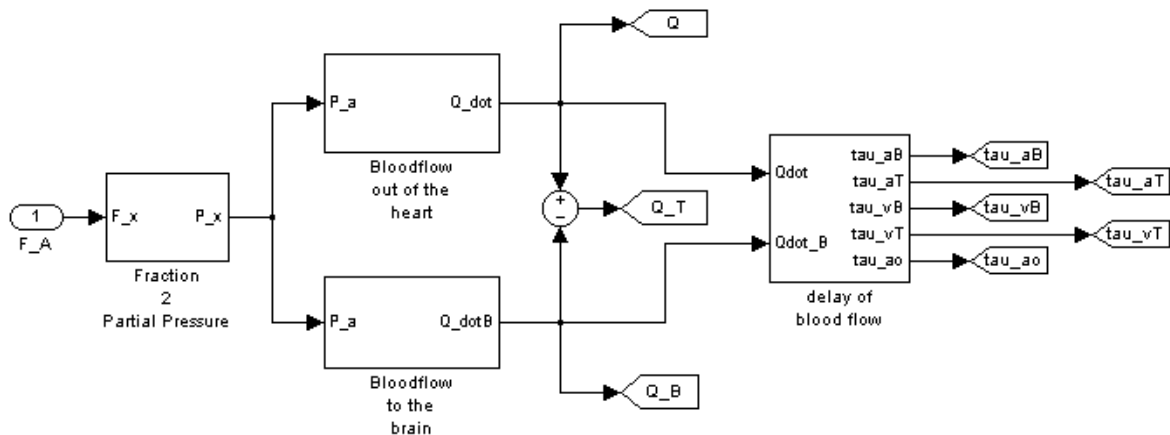 Q
P_a
Q_dot
Bloodflow
out of the
heart
Qdot
Qdot_B
tau_aB
tau_aT
tau_vB
tau_vT
tau_ao
delay of
blood flow
tau_aB
tau_aT
tau_vB
tau_vT
tau_ao
1
F_A
F_x
P_x
Fraction
2
Partial Pressure
+
−
Q_T
P_a
Q_dotB
Bloodflow
to the
brain
Q_B